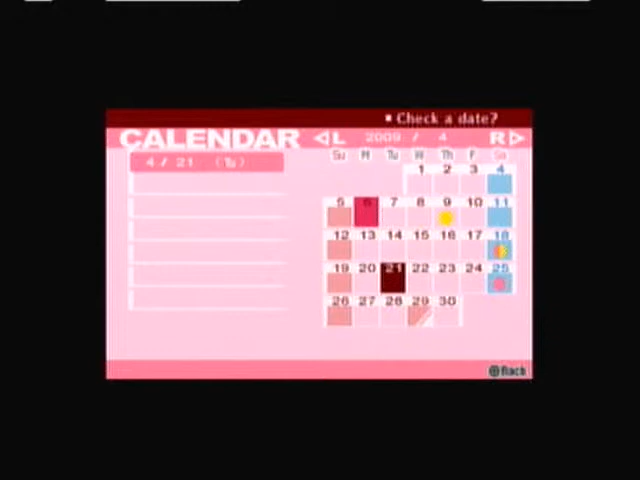 ▪ Check a date?
CALENDAR ◁L 2009 / 4 R▷
4 / 21 (Tu)
Su M Tu W Th F Sa
1 2 3 4
5 6 7 8 9 10 11
12 13 14 15 16 17 18
19 20 21 22 23 24 25
26 27 28 29 30
Back